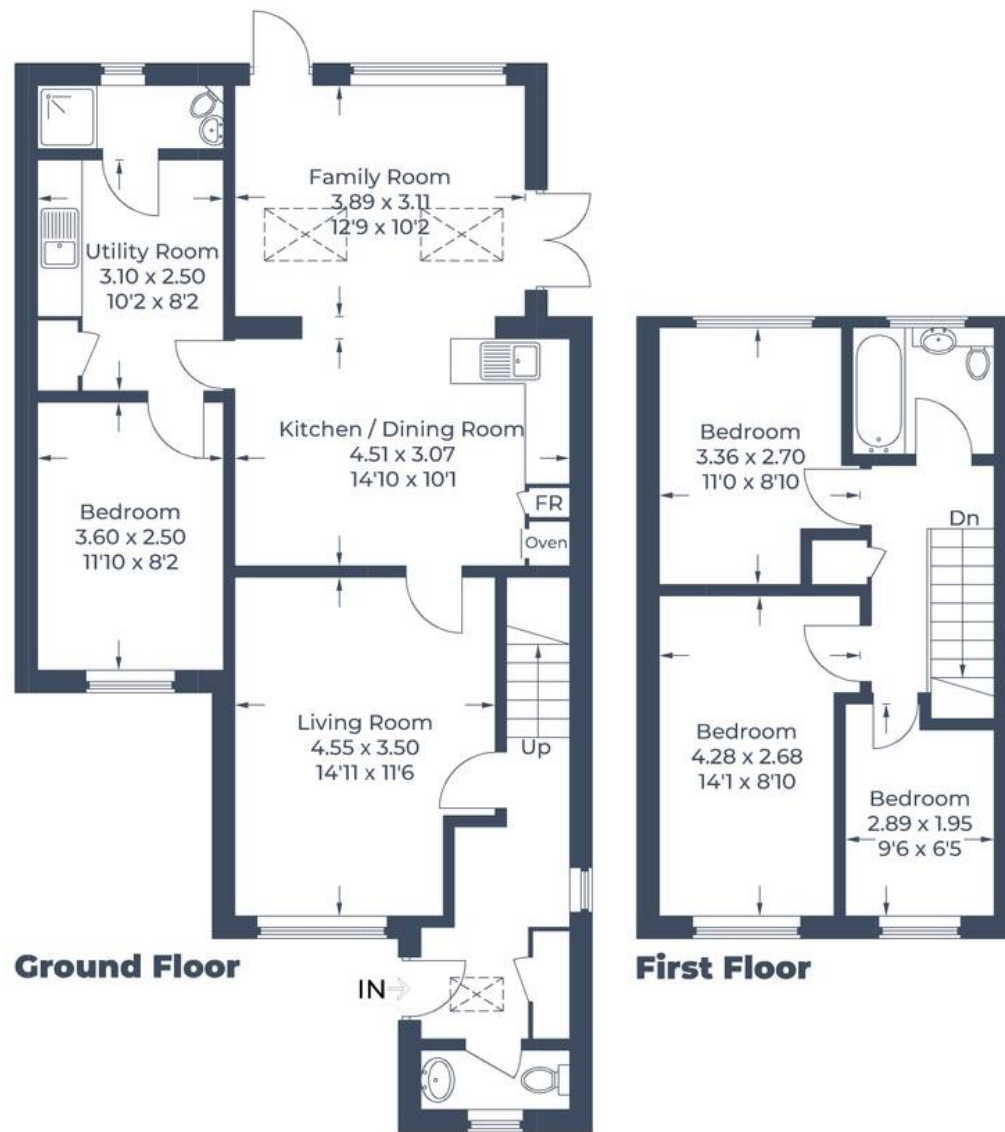 Family Room
3.89 x 3.11
12'9 x 10'2
Utility Room
3.10 x 2.50
10'2 x 8'2
Kitchen / Dining Room
4.51 x 3.07
14'10 x 10'1
FR
Oven
Bedroom
3.60 x 2.50
11'10 x 8'2
Living Room
4.55 x 3.50
14'11 x 11'6
Up
IN
Ground Floor
Bedroom
3.36 x 2.70
11'0 x 8'10
Dn
Bedroom
4.28 x 2.68
14'1 x 8'10
Bedroom
2.89 x 1.95
9'6 x 6'5
First Floor